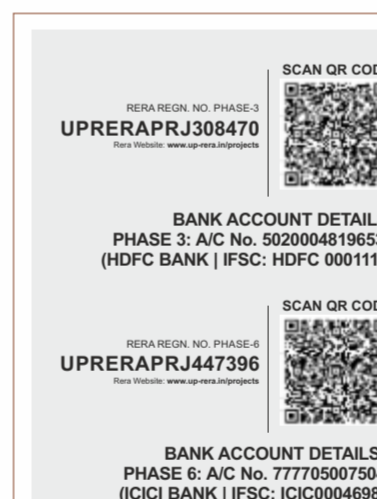 SCAN QR COD
RERA REGN. NO. PHASE-3
UPRERAPRJ308470
Rera Website: www.up-rera.in/projects
BANK ACCOUNT DETAIL
PHASE 3: A/C No. 5020004819653
(HDFC BANK | IFSC: HDFC 000111
SCAN QR COD
RERA REGN. NO. PHASE-6
UPRERAPRJ447396
Rera Website: www.up-rera.in/projects
BANK ACCOUNT DETAILS
PHASE 6: A/C No. 777705007504
(ICICI BANK | IFSC: ICIC0004698